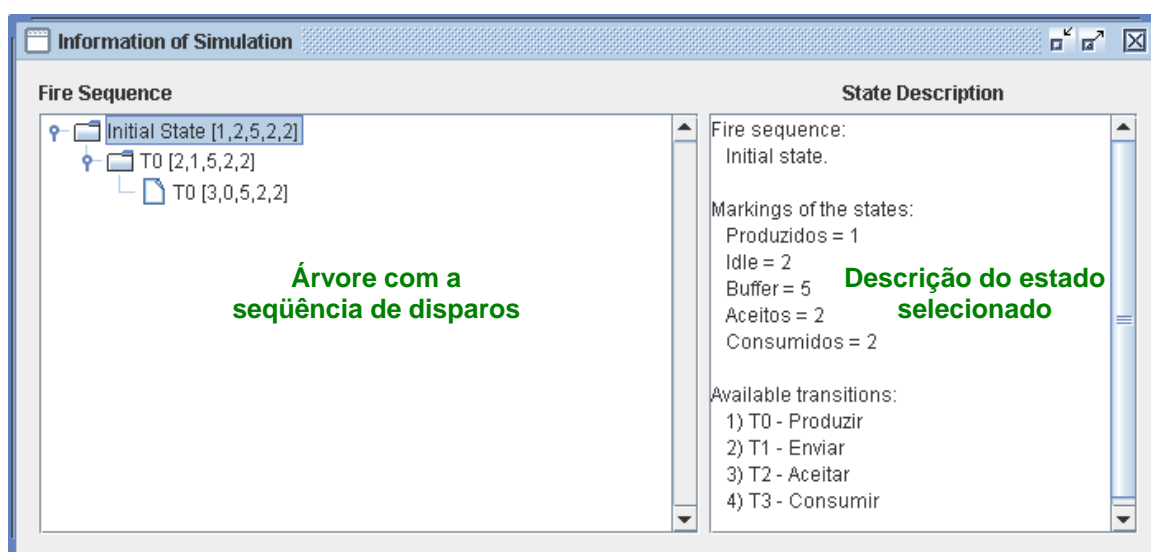 Information of Simulation
Fire Sequence
Initial State [1,2,5,2,2]
T0 [2,1,5,2,2]
T0 [3,0,5,2,2]
Árvore com a
seqüência de disparos
State Description
Fire sequence:
Initial state.
Markings of the states:
Produzidos = 1
Idle = 2
Buffer = 5
Aceitos = 2
Consumidos = 2
Descrição do estado
selecionado
Available transitions:
1) T0 - Produzir
2) T1 - Enviar
3) T2 - Aceitar
4) T3 - Consumir